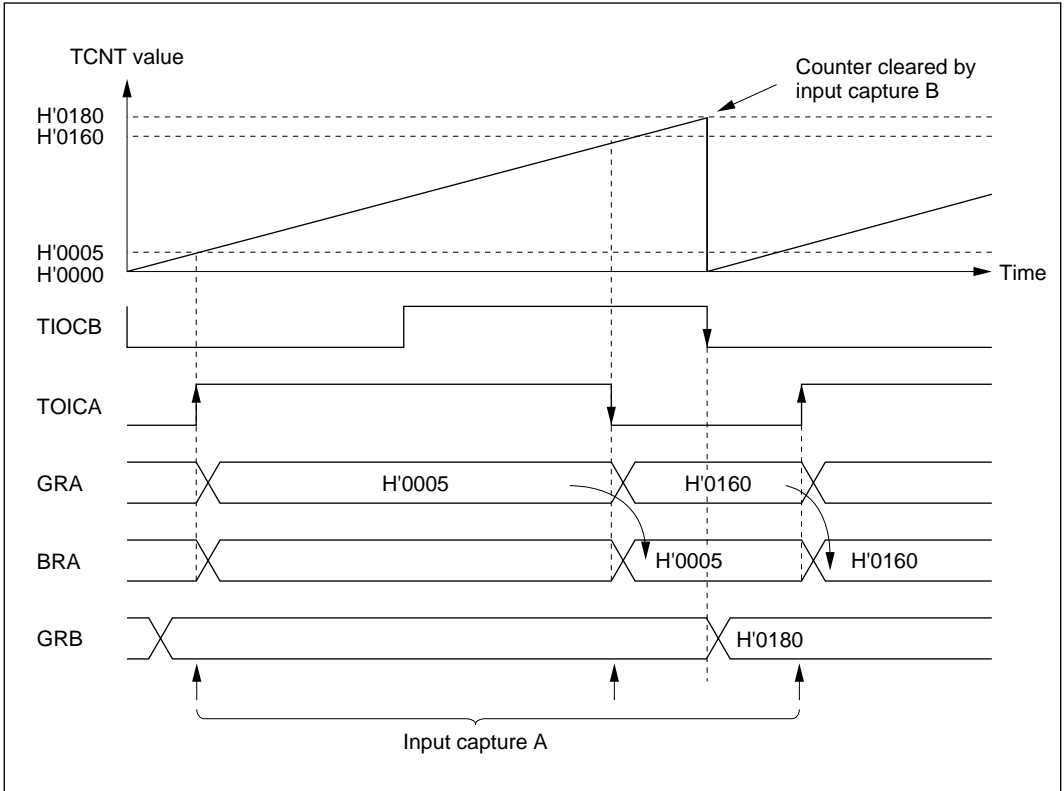 TCNT value
Counter cleared by
input capture B
H'0180
H'0160
H'0005
H'0000
Time
TIOCB
TOICA
GRA
H'0005
H'0160
BRA
H'0005
H'0160
GRB
H'0180
Input capture A